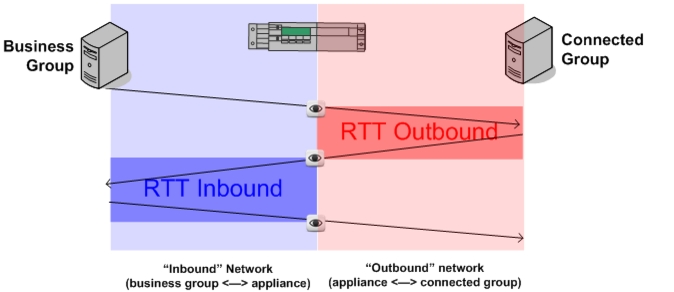 Business
Group
Connected
Group
RTT Outbound
RTT Inbound
“Inbound” Network
(business group <—> appliance)
“Outbound” network
(appliance <—> connected group)